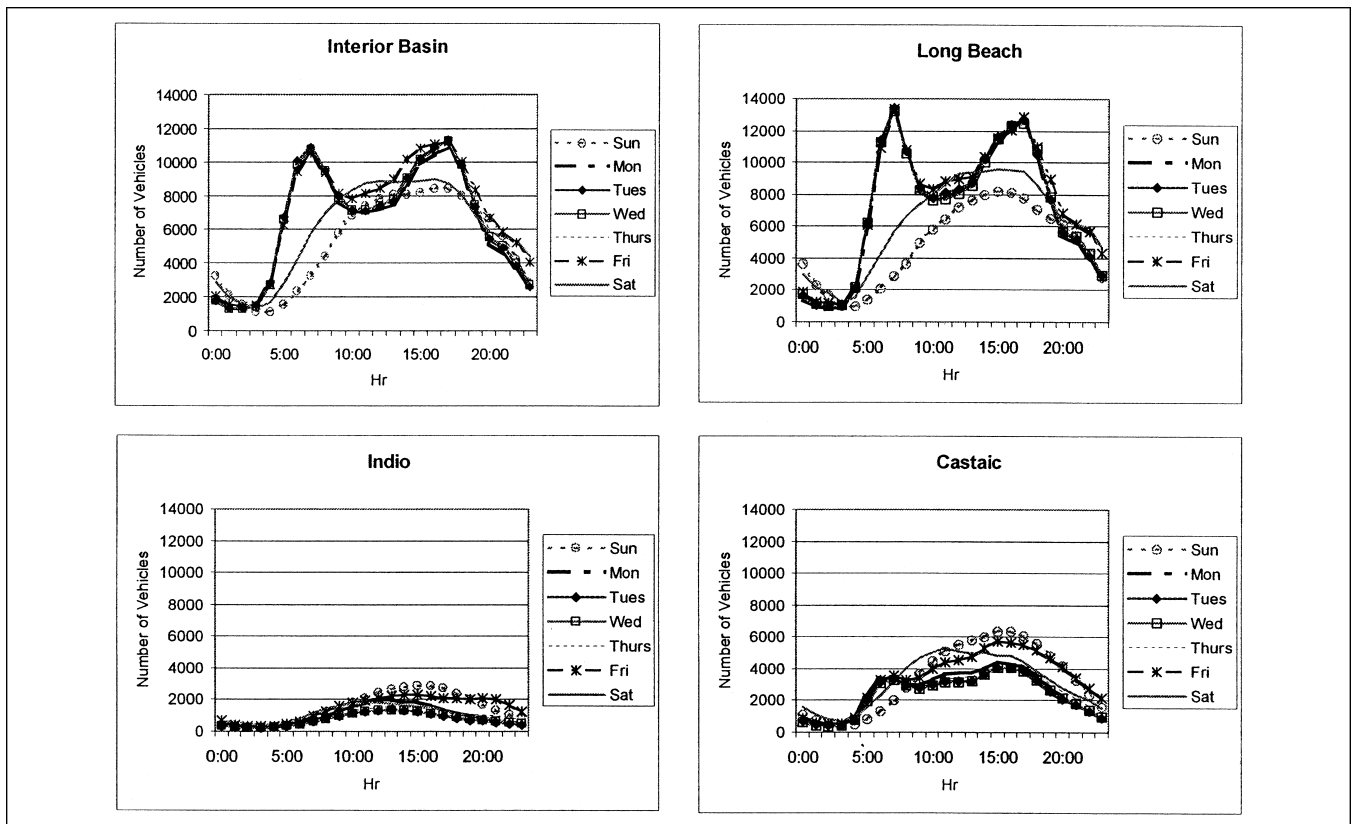 Interior Basin
Number of Vehicles
14000
12000
10000
8000
6000
4000
2000
0
0:00 5:00 10:00 15:00 20:00
Hr
Sun
Mon
Tues
Wed
Thurs
Fri
Sat
Long Beach
Number of Vehicles
14000
12000
10000
8000
6000
4000
2000
0
0:00 5:00 10:00 15:00 20:00
Hr
Sun
Mon
Tues
Wed
Thurs
Fri
Sat
Indio
Number of Vehicles
14000
12000
10000
8000
6000
4000
2000
0
0:00 5:00 10:00 15:00 20:00
Hr
Sun
Mon
Tues
Wed
Thurs
Fri
Sat
Castaic
Number of Vehicles
14000
12000
10000
8000
6000
4000
2000
0
0:00 5:00 10:00 15:00 20:00
Hr
Sun
Mon
Tues
Wed
Thurs
Fri
Sat